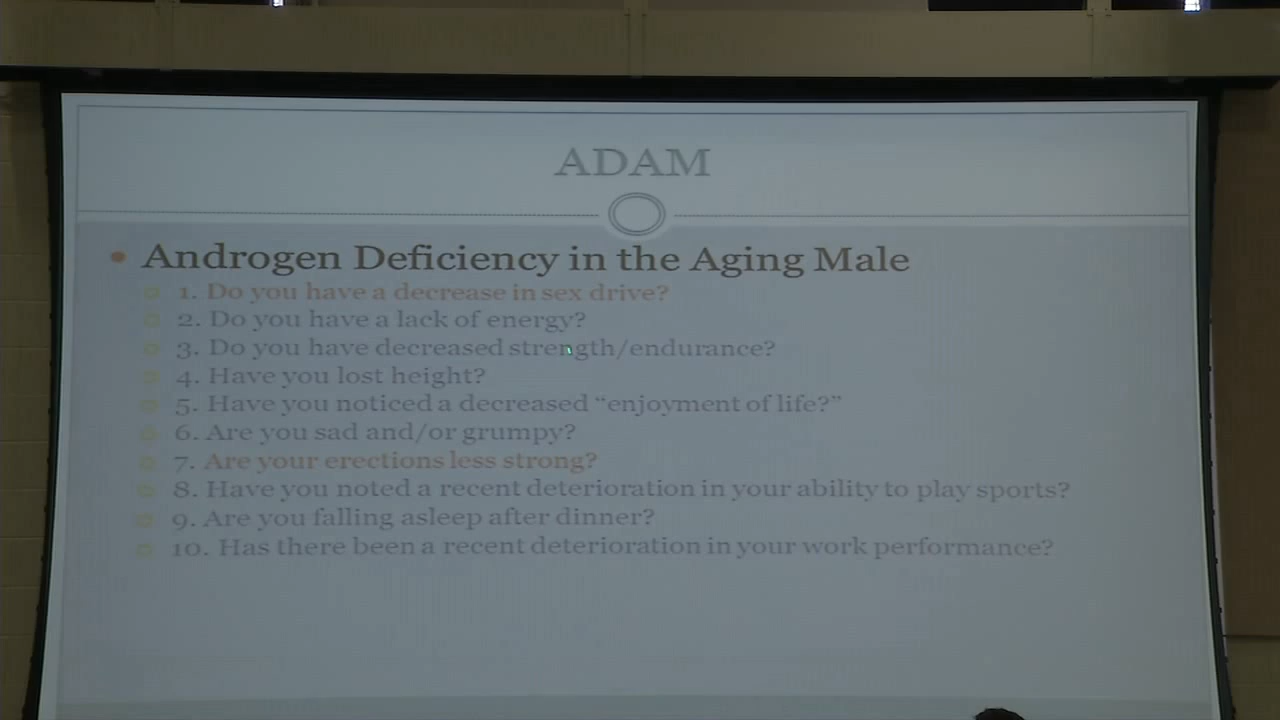 ADAM
Androgen Deficiency in the Aging Male
1. Do you have a decrease in sex drive?
2. Do you have a lack of energy?
3. Do you have decreased strength/endurance?
4. Have you lost height?
5. Have you noticed a decreased “enjoyment of life?”
6. Are you sad and/or grumpy?
7. Are your erections less strong?
8. Have you noted a recent deterioration in your ability to play sports?
9. Are you falling asleep after dinner?
10. Has there been a recent deterioration in your work performance?